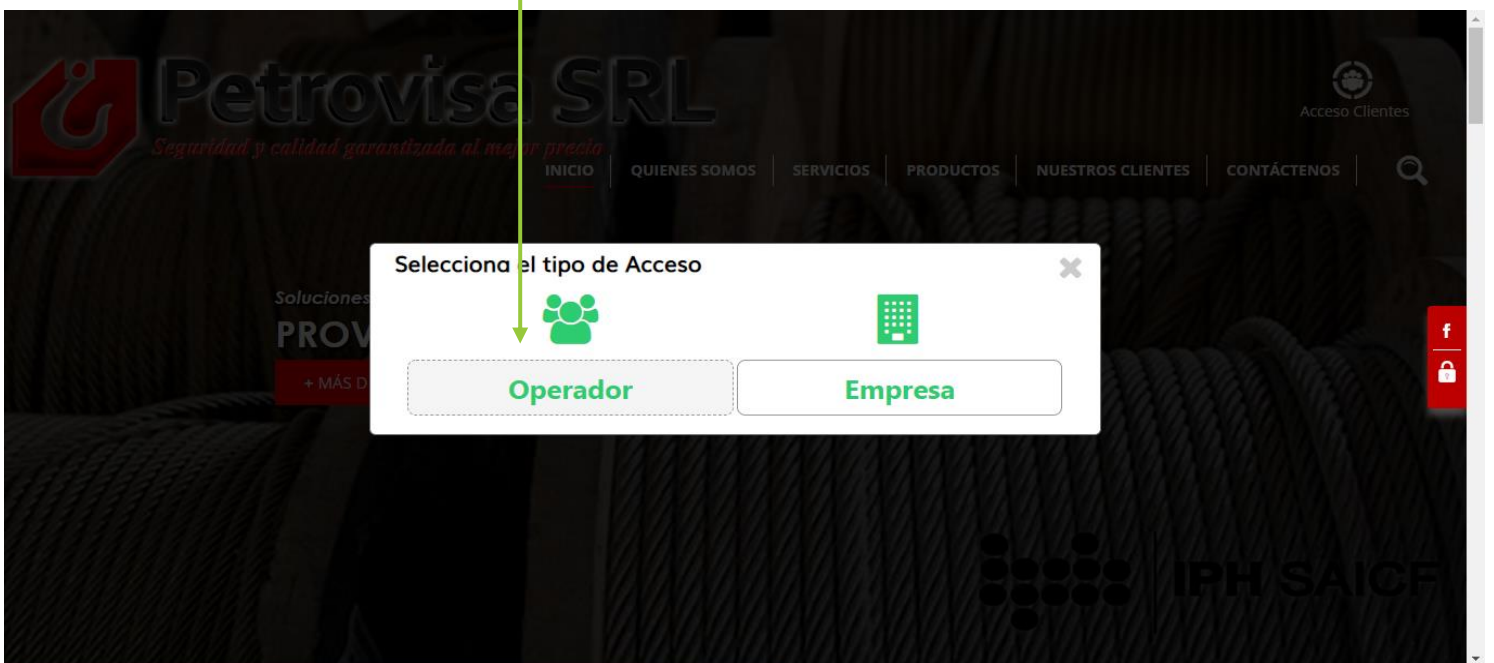 Petrovisa SRL
Seguridad y calidad garantizada al mejor precio
Acceso Clientes
INICIO QUIENES SOMOS SERVICIOS PRODUCTOS NUESTROS CLIENTES CONTÁCTENOS
Selecciona el tipo de Acceso
Soluciones
PROV
+ MÁS D
Operador Empresa
f
IPH SAICF